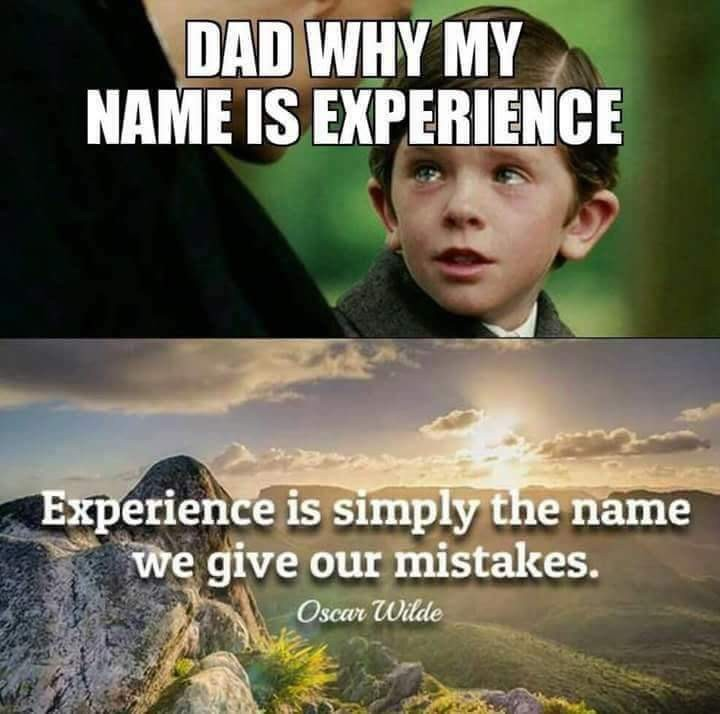 DAD WHY MY
NAME IS EXPERIENCE
Experience is simply the name
we give our mistakes.
Oscar Wilde